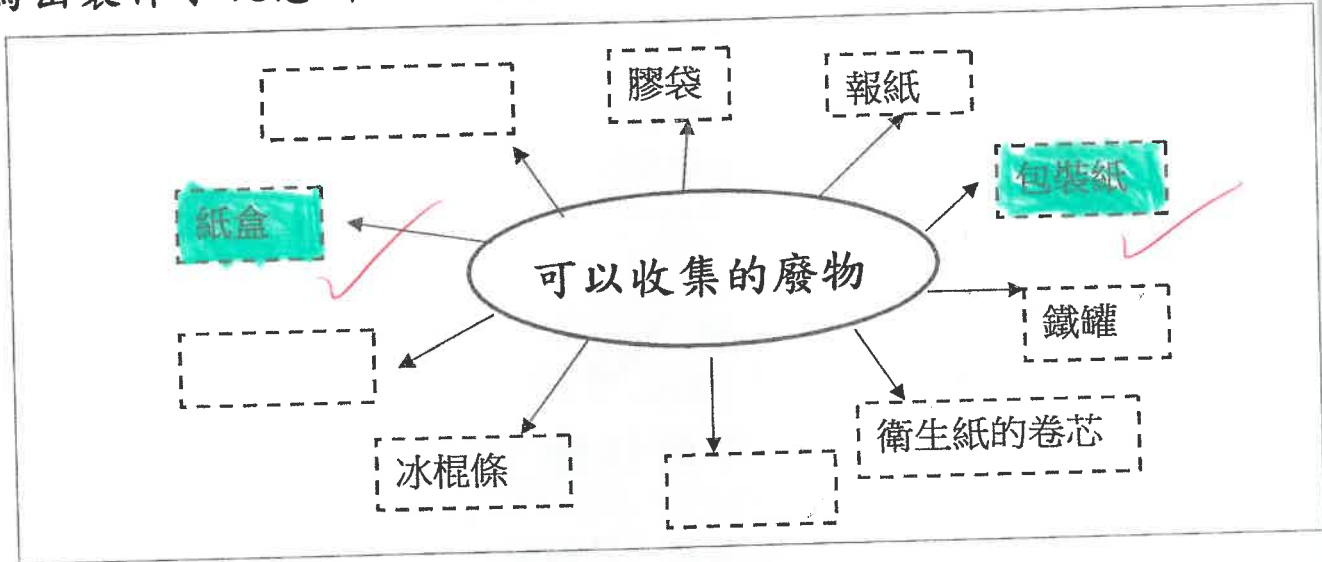 膠袋
報紙
包裝紙
紙盒
可以收集的廢物
鐵罐
衛生紙的卷芯
冰棍條